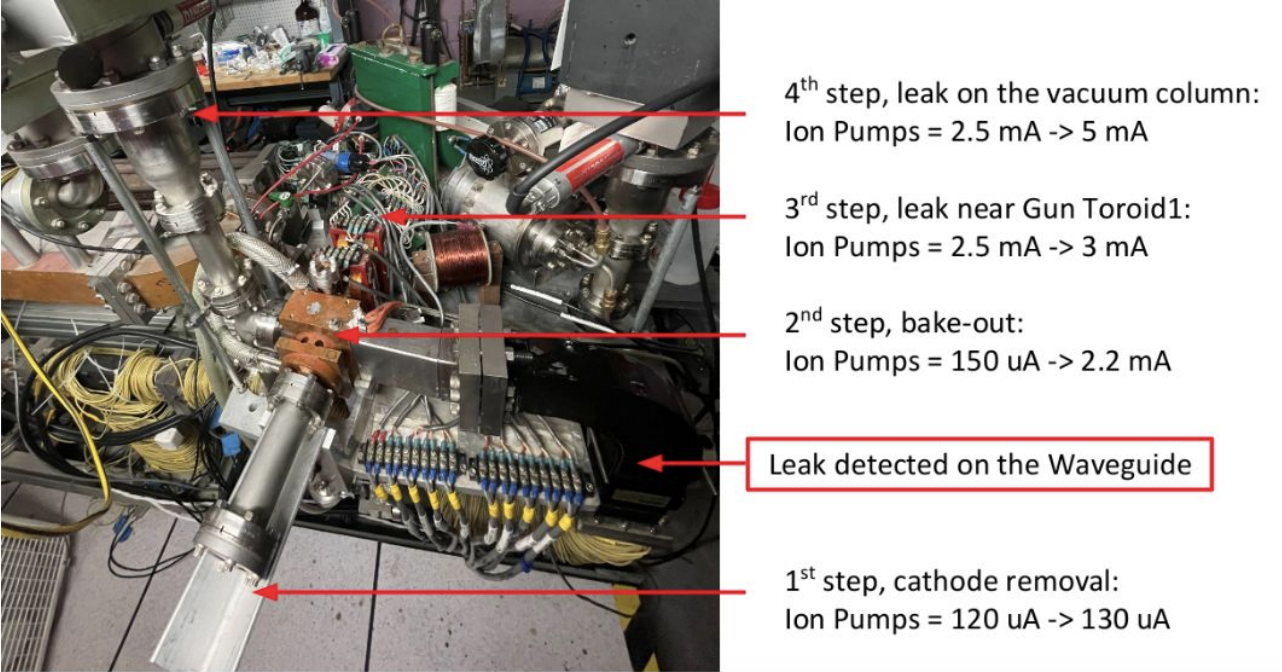 4th step, leak on the vacuum column:
Ion Pumps = 2.5 mA -> 5 mA
3rd step, leak near Gun Toroid1:
Ion Pumps = 2.5 mA -> 3 mA
2nd step, bake-out:
Ion Pumps = 150 uA -> 2.2 mA
Leak detected on the Waveguide
1st step, cathode removal:
Ion Pumps = 120 uA -> 130 uA